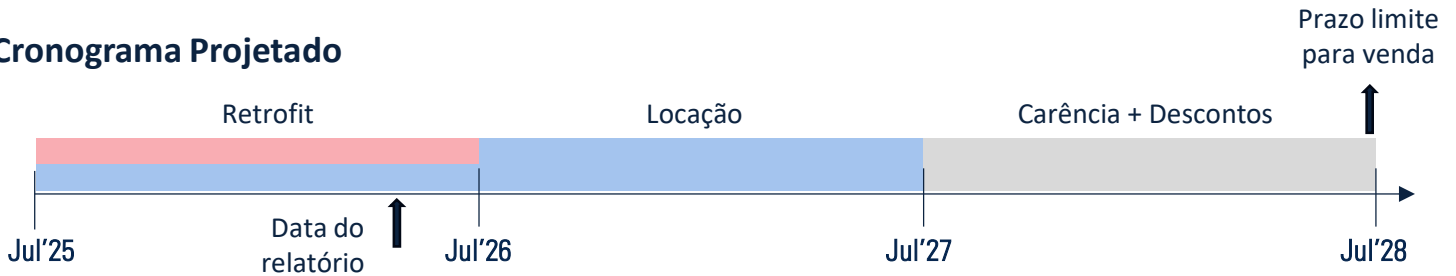 Prazo limite
para venda
Cronograma Projetado
Retrofit
Locação
Carência + Descontos
Data do
relatório
Jul'25
Jul'26
Jul'27
Jul'28